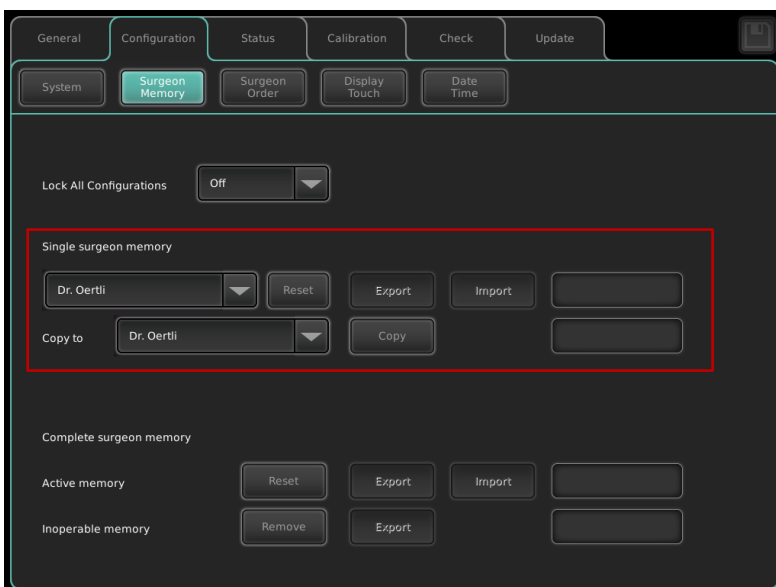 General Configuration Status Calibration Check Update
System Surgeon Memory Surgeon Order Display Touch Date Time
Lock All Configurations Off
Single surgeon memory
Dr. Oertli Reset Export Import
Copy to Dr. Oertli Copy
Complete surgeon memory
Active memory Reset Export Import
Inoperable memory Remove Export